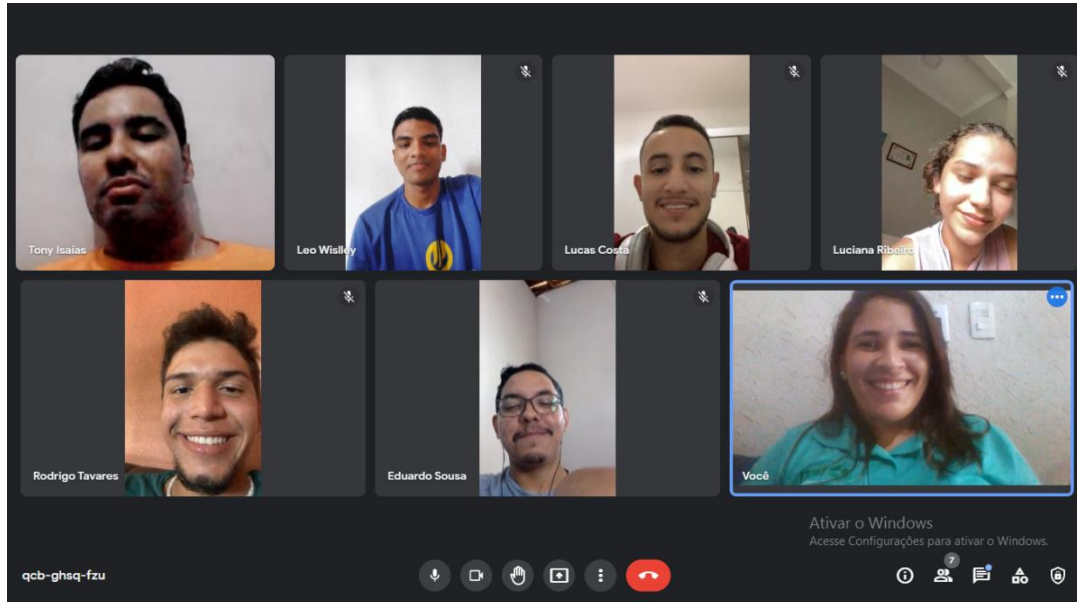 Tony Isaías
Leo Wislley
Lucas Costa
Luciana Ribeiro
Rodrigo Tavares
Eduardo Sousa
Você
Ativar o Windows
Acesse Configurações para ativar o Windows.
qcb-ghsq-fzu
7